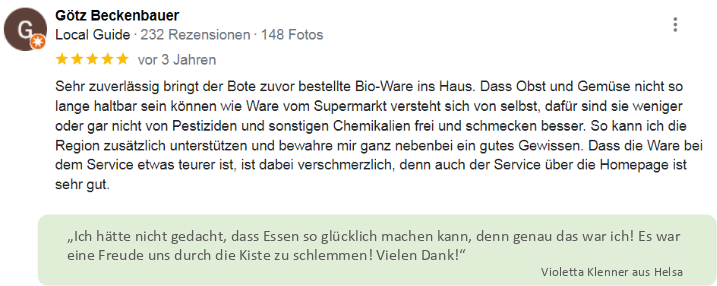 G
Götz Beckenbauer
Local Guide · 232 Rezensionen · 148 Fotos
vor 3 Jahren
Sehr zuverlässig bringt der Bote zuvor bestellte Bio-Ware ins Haus. Dass Obst und Gemüse nicht so
lange haltbar sein können wie Ware vom Supermarkt versteht sich von selbst, dafür sind sie weniger
oder gar nicht von Pestiziden und sonstigen Chemikalien frei und schmecken besser. So kann ich die
Region zusätzlich unterstützen und bewahre mir ganz nebenbei ein gutes Gewissen. Dass die Ware bei
dem Service etwas teurer ist, ist dabei verschmerzlich, denn auch der Service über die Homepage ist
sehr gut.
„Ich hätte nicht gedacht, dass Essen so glücklich machen kann, denn genau das war ich! Es war
eine Freude uns durch die Kiste zu schlemmen! Vielen Dank!“
Violetta Klenner aus Helsa